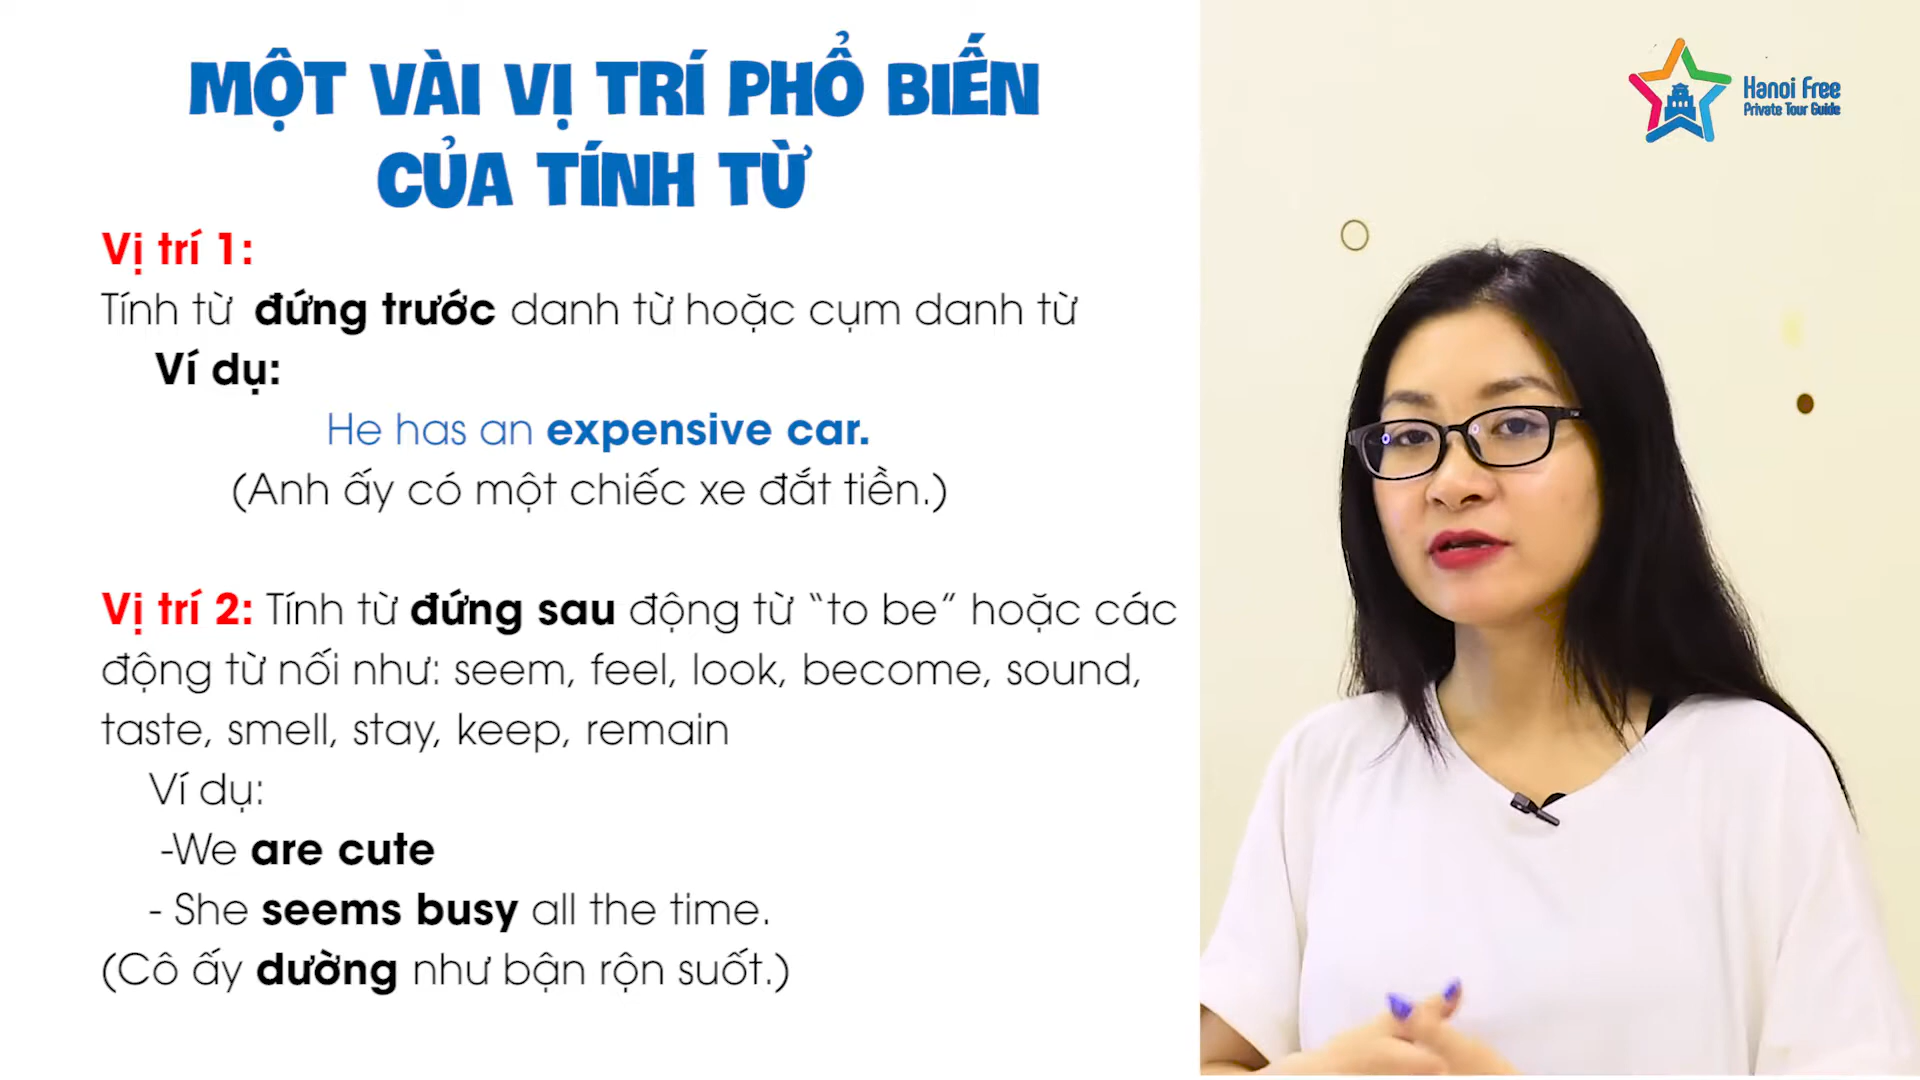 MỘT VÀI VỊ TRÍ PHỔ BIẾN
CỦA TÍNH TỪ
Vị trí 1:
Tính từ đứng trước danh từ hoặc cụm danh từ
Ví dụ:
He has an expensive car.
(Anh ấy có một chiếc xe đắt tiền.)
Vị trí 2: Tính từ đứng sau động từ “to be” hoặc các
động từ nối như: seem, feel, look, become, sound,
taste, smell, stay, keep, remain
Ví dụ:
-We are cute
- She seems busy all the time.
(Cô ấy dường như bận rộn suốt.)
Hanoi Free
Private Tour Guide